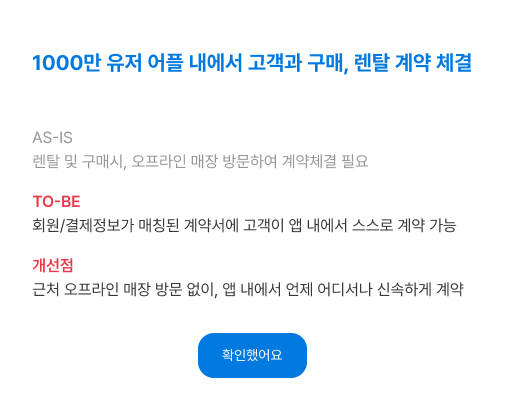 1000만 유저 어플 내에서 고객과 구매, 렌탈 계약 체결
AS-IS
렌탈 및 구매시, 오프라인 매장 방문하여 계약체결 필요
TO-BE
회원/결제정보가 매칭된 계약서에 고객이 앱 내에서 스스로 계약 가능
개선점
근처 오프라인 매장 방문 없이, 앱 내에서 언제 어디서나 신속하게 계약
확인했어요